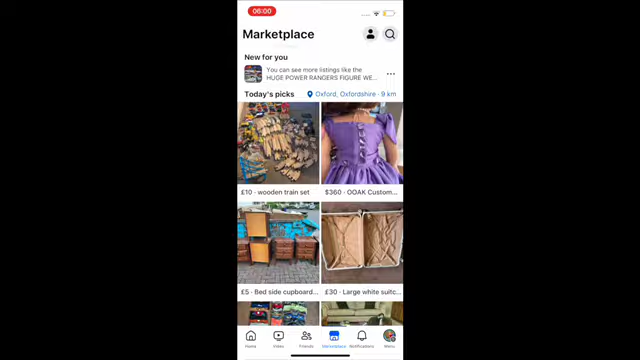 06:00
Marketplace
New for you
You can see more listings like the
HUGE POWER RANGERS FIGURE WE...
Today's picks
Oxford, Oxfordshire · 9 km
£10 · wooden train set
$360 · OOAK Custom...
£5 · Bed side cupboard...
£30 · Large white suitc...
Home
Video
Friends
Marketplace
Notifications
Menu